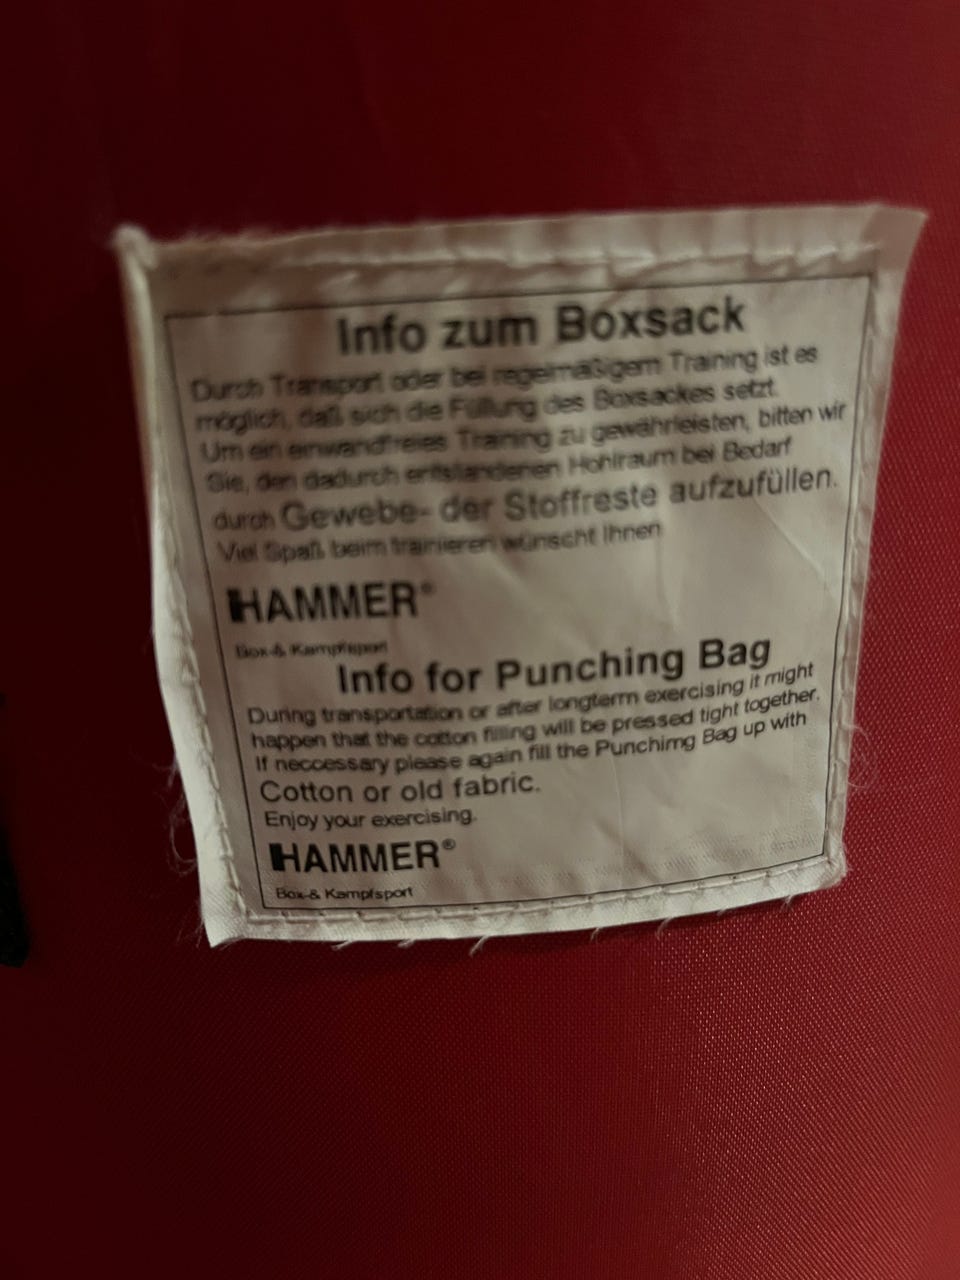 Info zum Boxsack
Durch Transport oder bei regelmäßigem Training ist es
möglich, daß sich die Füllung des Boxsackes setzt.
Um ein einwandfreies Training zu gewährleisten, bitten wir
Sie, den dadurch entstandenen Hohlraum bei Bedarf
durch Gewebe- der Stoffreste aufzufüllen.
Viel Spaß beim trainieren wünscht Ihnen
HAMMER®
Box-& Kampfsport
Info for Punching Bag
During transportation or after longterm exercising it might
happen that the cotton filling will be pressed tight together.
If neccessary please again fill the Punchimg Bag up with
Cotton or old fabric.
Enjoy your exercising.
HAMMER®
Box-& Kampfsport